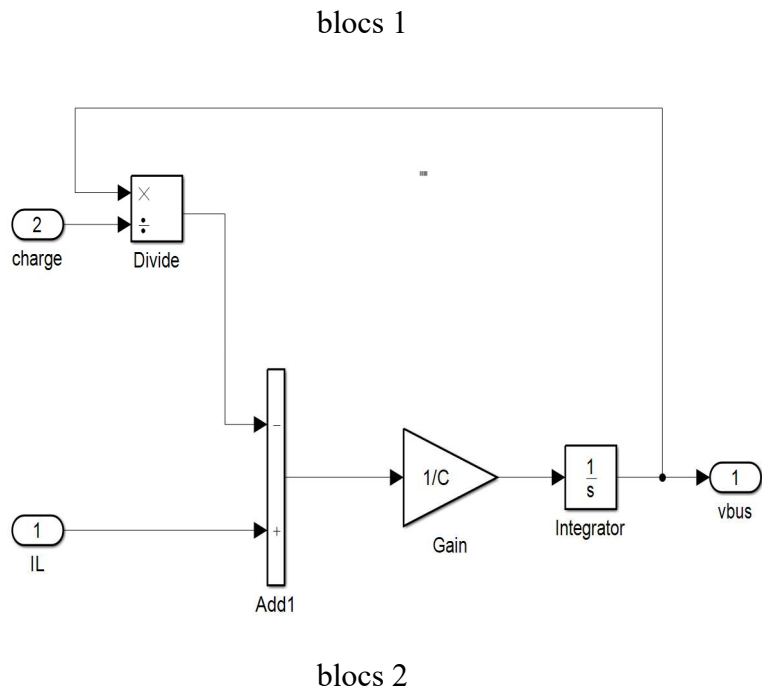 blocs 1
×
÷
2
charge
Divide
−
1/C
1
s
1
vbus
Integrator
Gain
1
IL
+
Add1
blocs 2